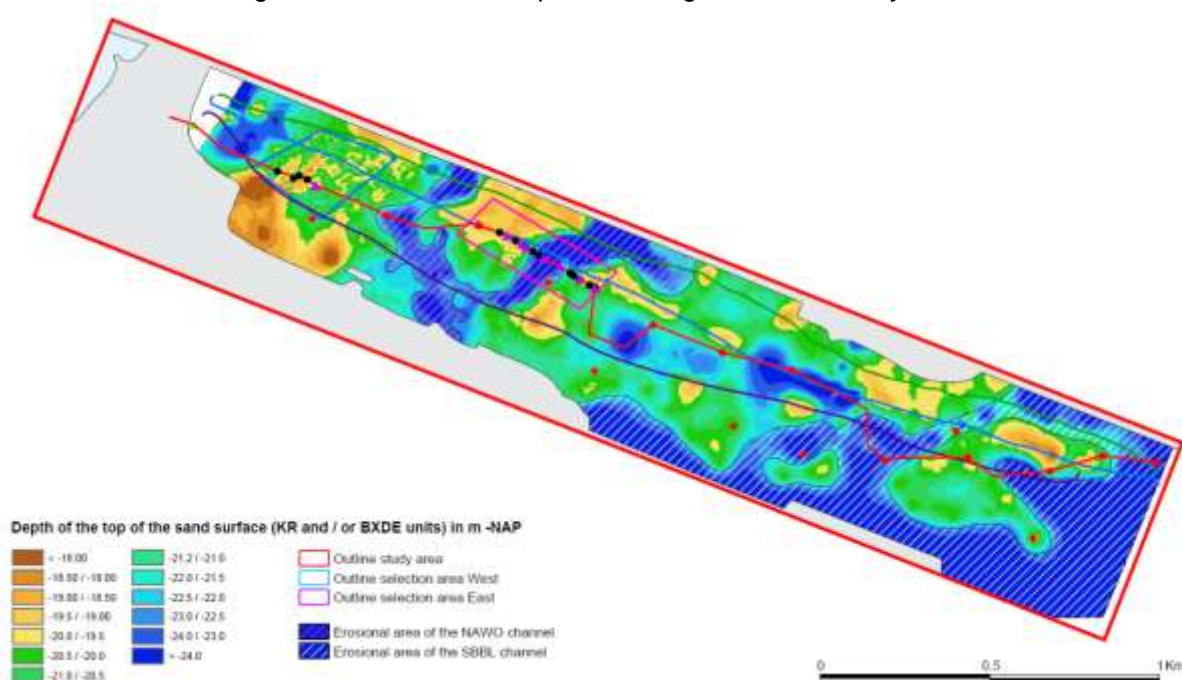 Depth of the top of the sand surface (KR and / or BXDE units) in m -NAP
< -18.00
-18.50 / -18.00
-19.00 / -18.50
-19.5 / -19.00
-20.0 / -19.5
-20.5 / -20.0
-21.0 / -20.5
-21.2 / -21.0
-22.0 / -21.5
-22.5 / -22.0
-23.0 / -22.5
-24.0 / -23.0
> -24.0
Outline study area
Outline selection area West
Outline selection area East
Erosional area of the NAWO channel
Erosional area of the SBBL channel
0 0.5 1 Km